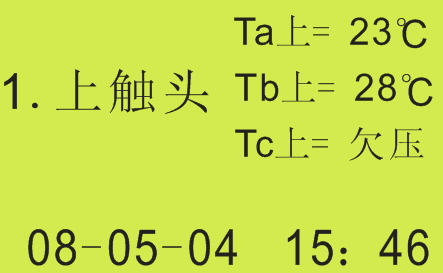 Ta上= 23℃
1.上触头 Tb上= 28℃
Tc上= 欠压
08-05-04 15：46